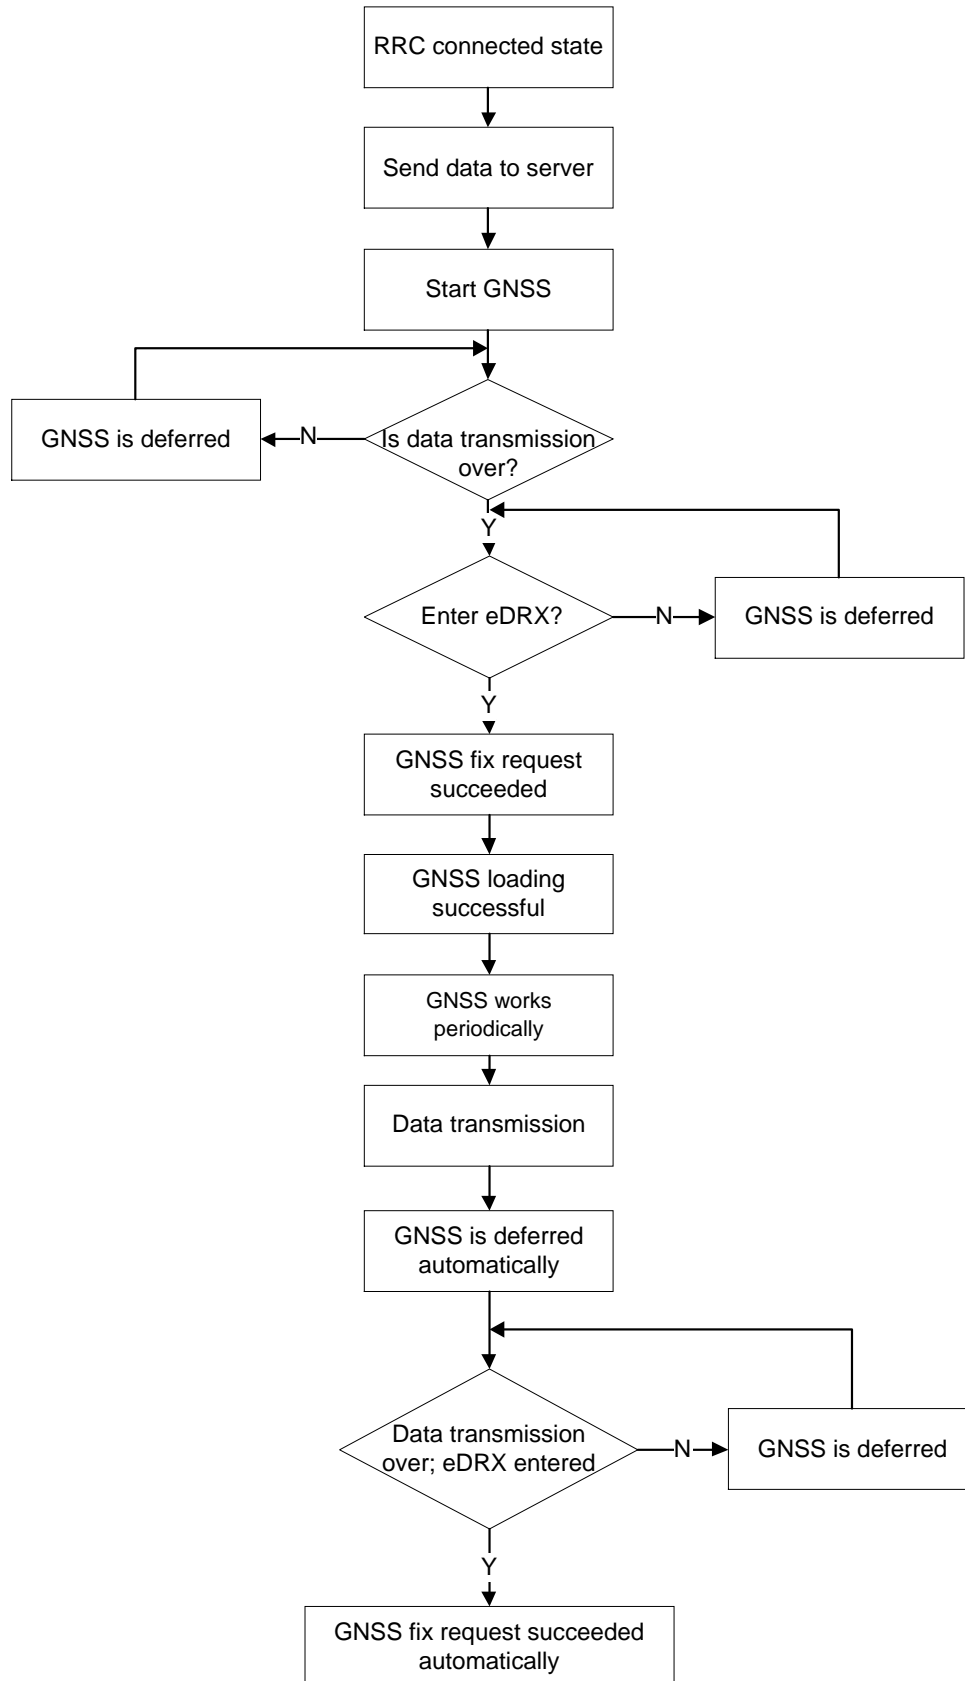 RRC connected state
Send data to server
Start GNSS
GNSS is deferred
N
Is data transmission
over?
Y
Enter eDRX?
N
GNSS is deferred
Y
GNSS fix request
succeeded
GNSS loading
successful
GNSS works
periodically
Data transmission
GNSS is deferred
automatically
Data transmission
over; eDRX entered
N
GNSS is deferred
Y
GNSS fix request succeeded
automatically